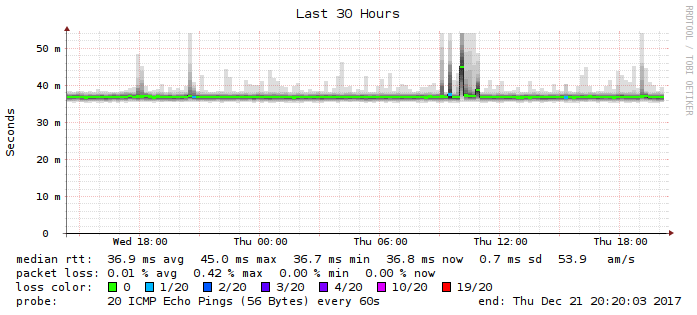 Last 30 Hours
RRDTOOL / TOBI OETIKER
Seconds
50 m
40 m
30 m
20 m
10 m
0
Wed 18:00 Thu 00:00 Thu 06:00 Thu 12:00 Thu 18:00
median rtt: 36.9 ms avg 45.0 ms max 36.7 ms min 36.8 ms now 0.7 ms sd 53.9 am/s
packet loss: 0.01 % avg 0.42 % max 0.00 % min 0.00 % now
loss color: 0 1/20 2/20 3/20 4/20 10/20 19/20
probe: 20 ICMP Echo Pings (56 Bytes) every 60s end: Thu Dec 21 20:20:03 2017